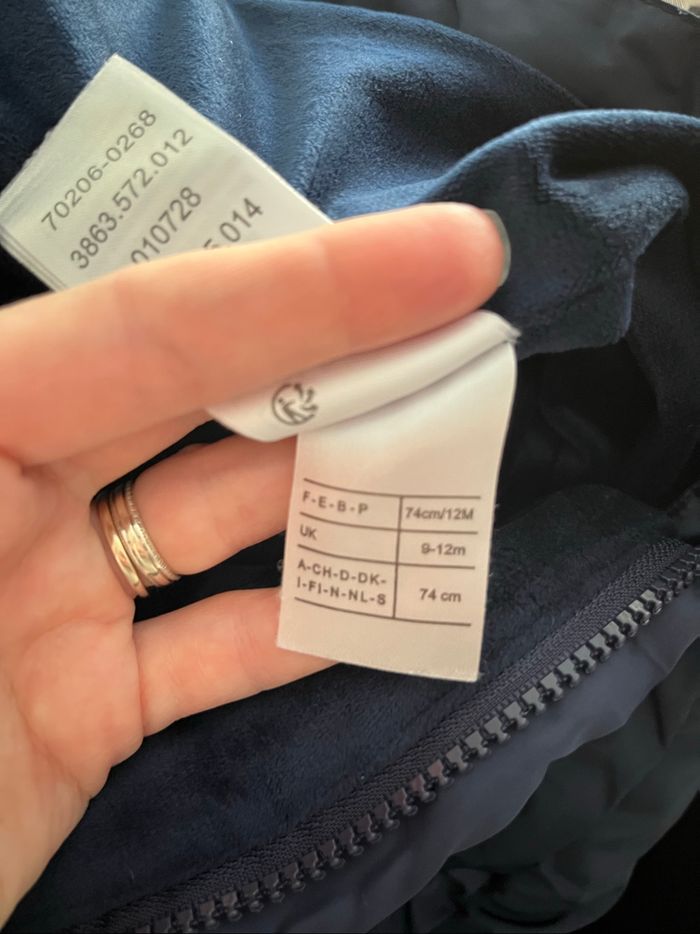 70206-0268
3863.572.012
010728
5.014
F-E-B-P 74cm/12M
UK 9-12m
A-CH-D-DK-
I-FI-N-NL-S 74 cm